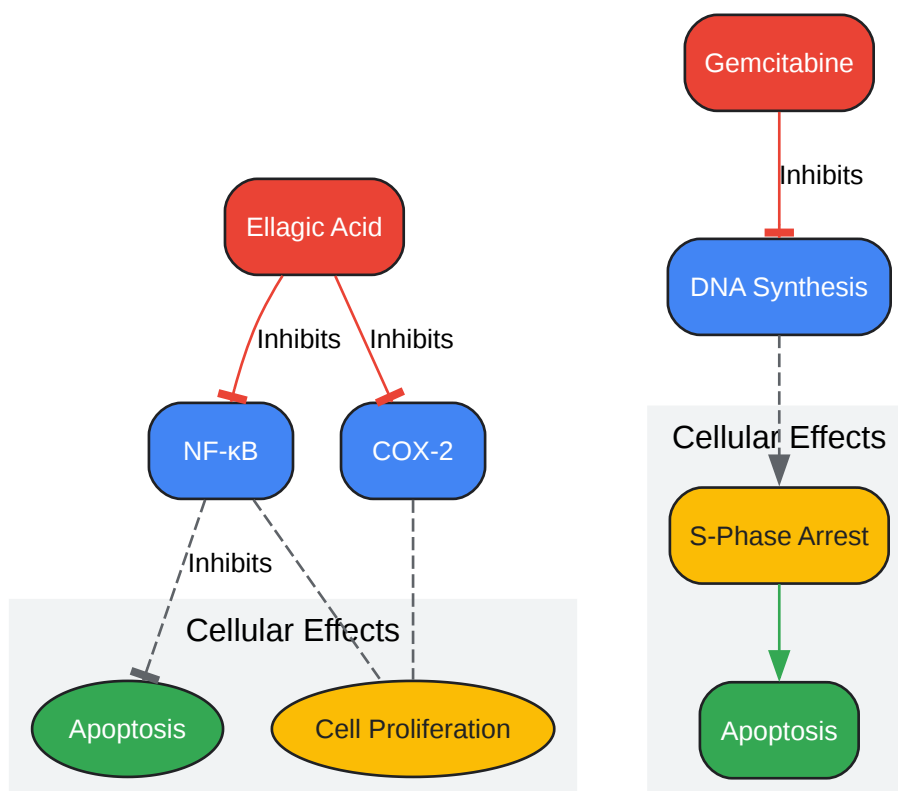 Gemcitabine
Inhibits
Ellagic Acid
DNA Synthesis
Inhibits
Inhibits
NF-κB
COX-2
Cellular Effects
S-Phase Arrest
Inhibits
Cellular Effects
Apoptosis
Cell Proliferation
Apoptosis